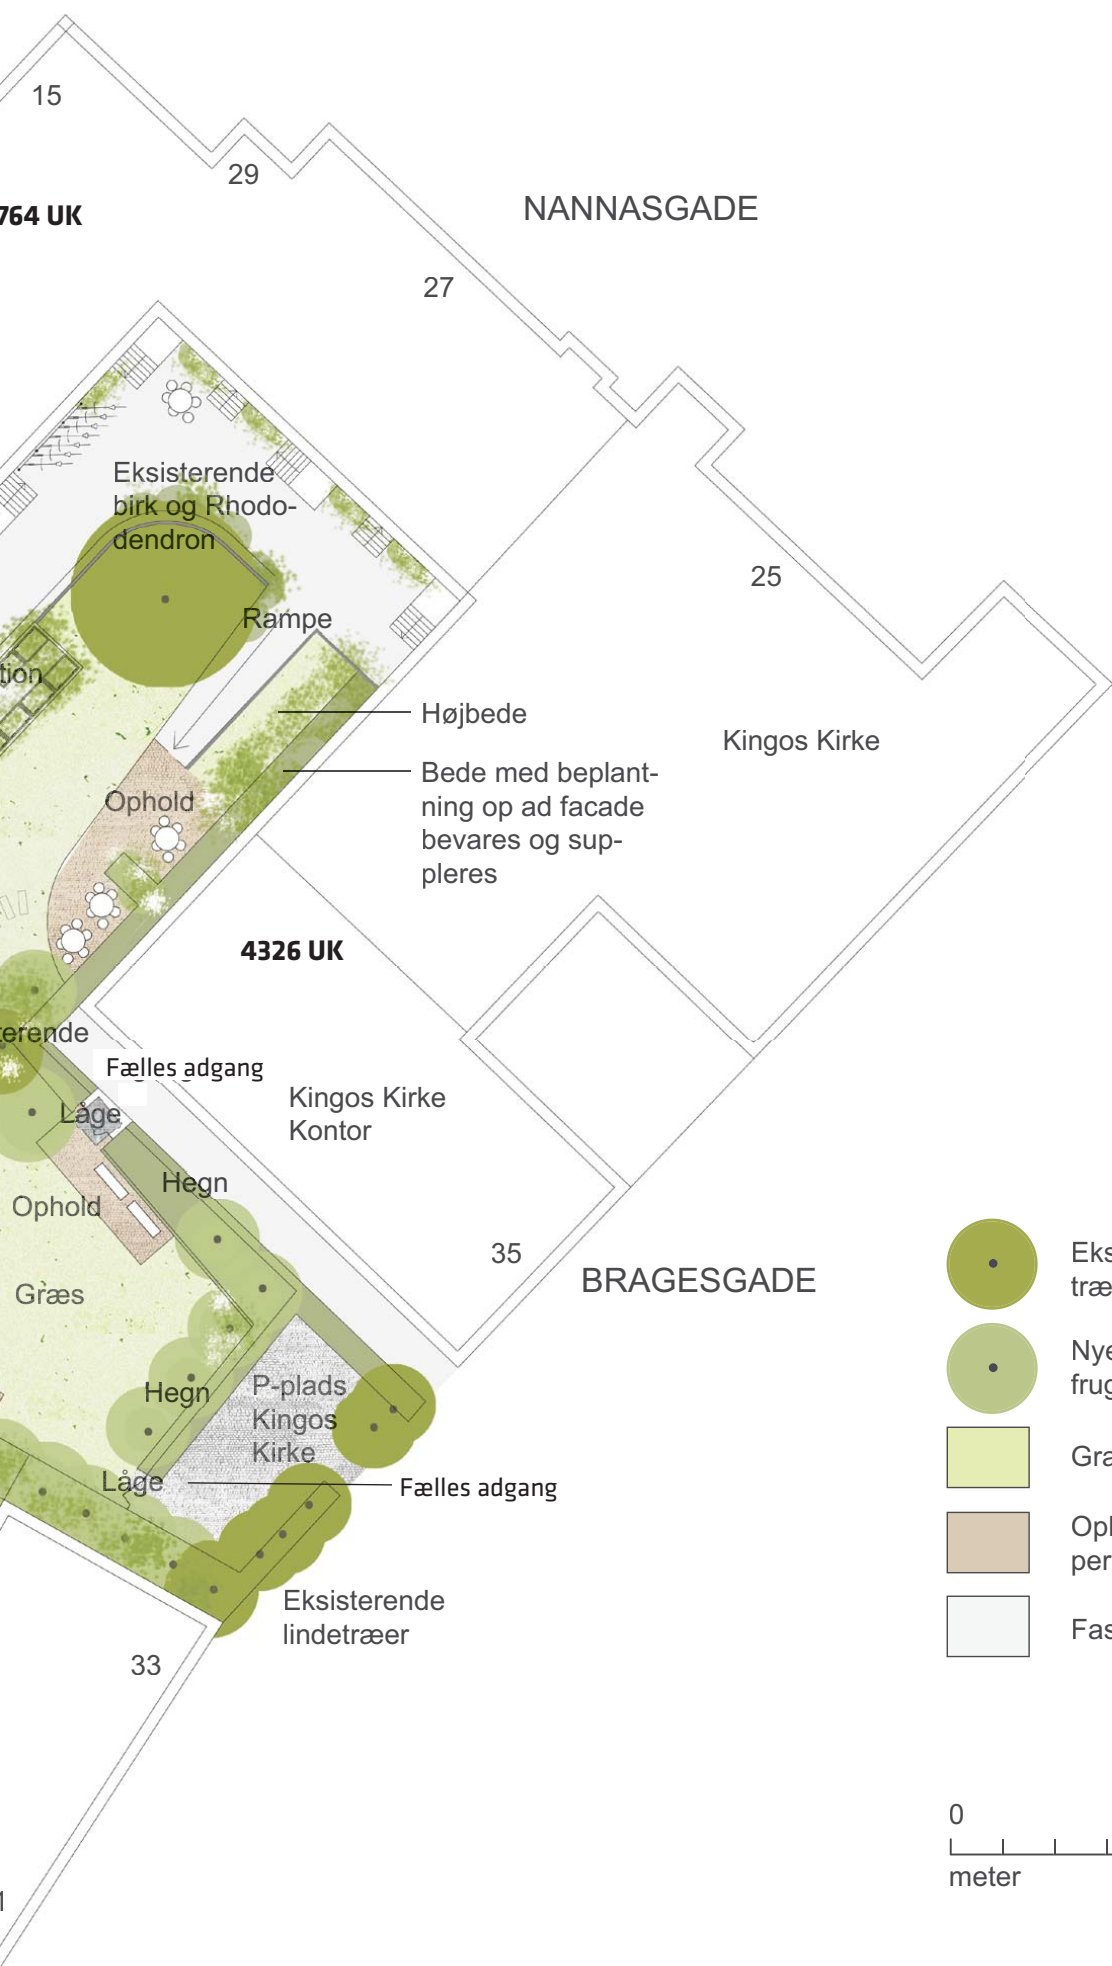 15
29
NANNASGADE
764 UK
27
Eksisterende
birk og Rhodo-
dendron
25
Rampe
Højbede
Kingos Kirke
Bede med beplant-
ning op ad facade
bevares og sup-
pleres
Ophold
4326 UK
Fælles adgang
Kingos Kirke
Kontor
Låge
Hegn
Ophold
35
BRAGESGADE
Græs
P-plads
Kingos
Kirke
Hegn
Låge
Fælles adgang
Eksisterende
lindetræer
33
0
meter